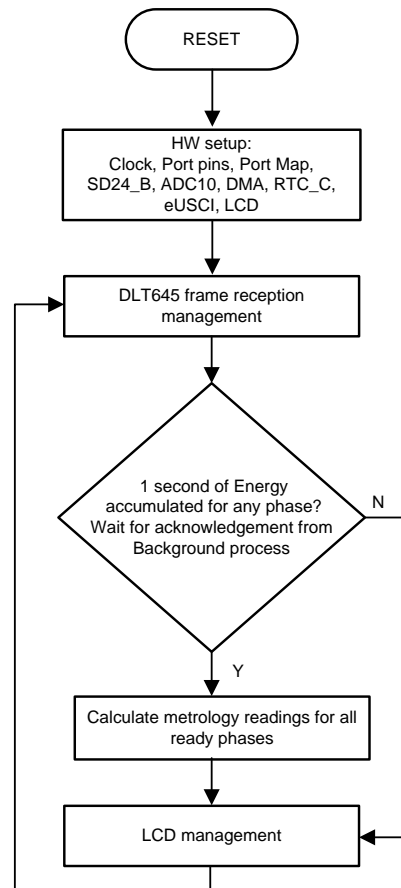 RESET
HW setup:
Clock, Port pins, Port Map,
SD24_B, ADC10, DMA, RTC_C,
eUSCI, LCD
DLT645 frame reception
management
1 second of Energy
accumulated for any phase?
Wait for acknowledgement from
Background process
N
Y
Calculate metrology readings for all
ready phases
LCD management